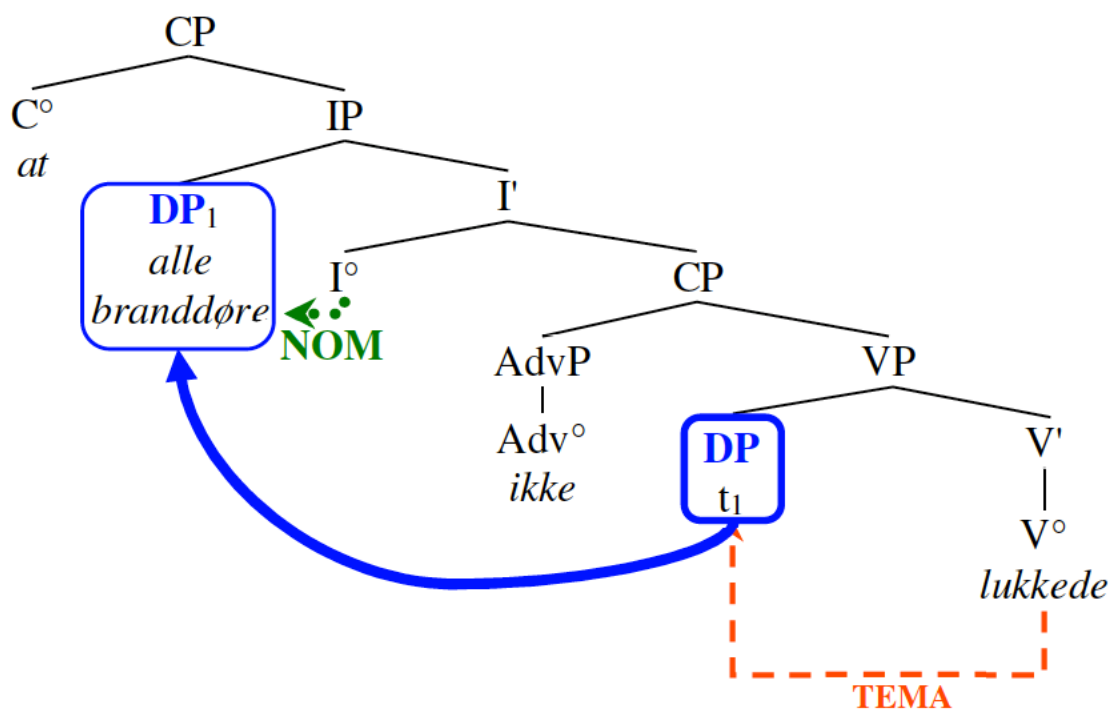 CP
C° IP
at
DP₁ I'
alle
branddøre I° CP
NOM
AdvP VP
Adv° DP V'
ikke t₁
V°
lukkede
TEMA